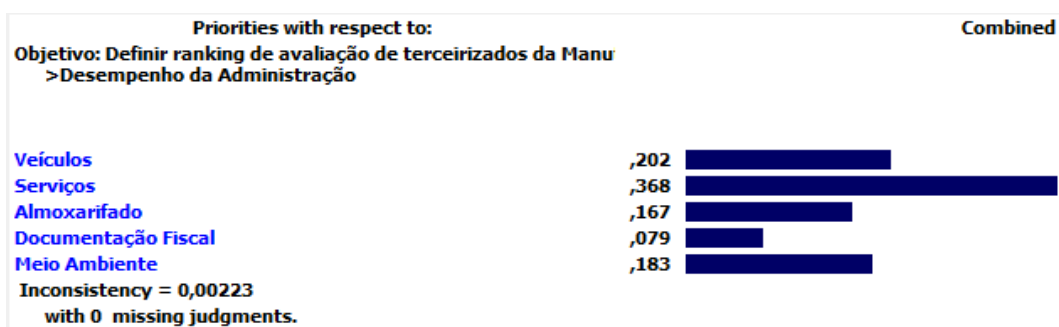 Priorities with respect to: Combined
Objetivo: Definir ranking de avaliação de terceirizados da Manu
>Desempenho da Administração
Veículos ,202
Serviços ,368
Almoxarifado ,167
Documentação Fiscal ,079
Meio Ambiente ,183
Inconsistency = 0,00223
with 0 missing judgments.